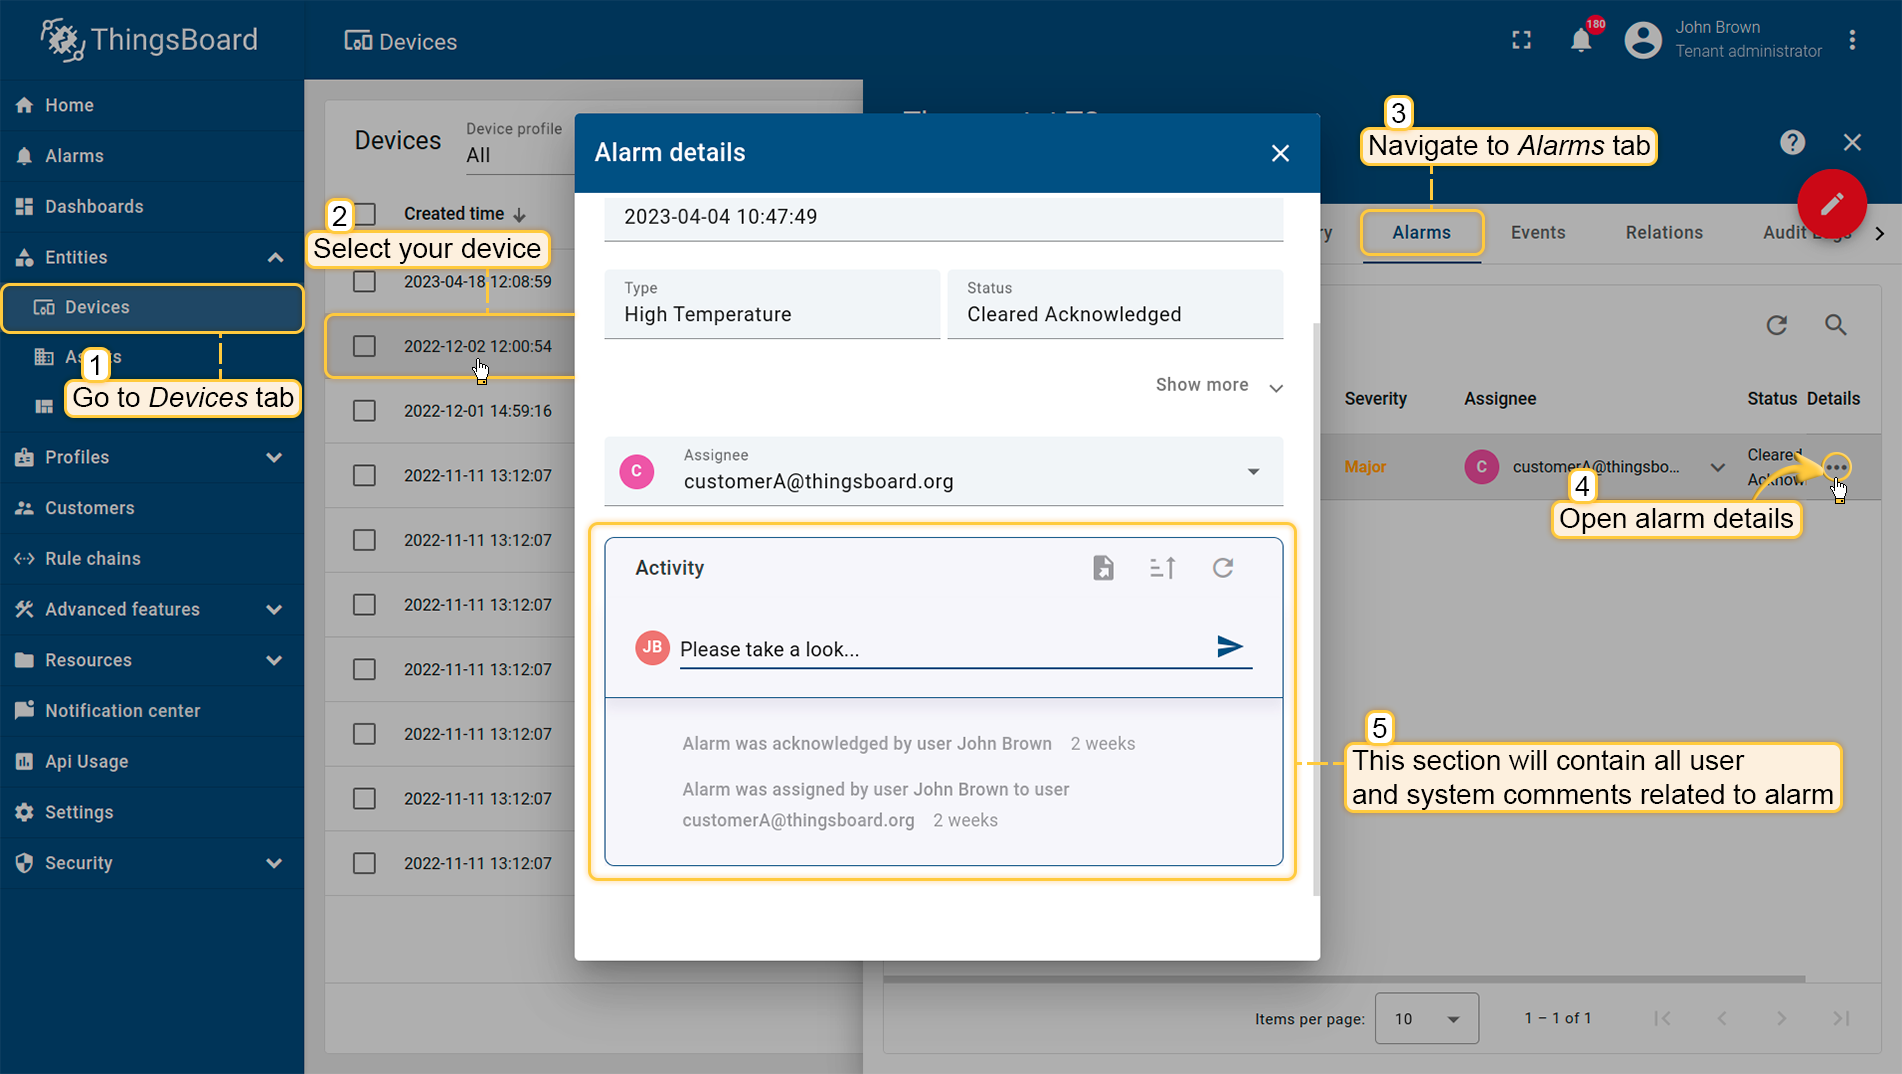 ThingsBoard
Devices
180
John Brown
Tenant administrator
Home
Alarms
Dashboards
Entities
Devices
1
Go to Devices tab
Profiles
Customers
Rule chains
Advanced features
Resources
Notification center
Api Usage
Settings
Security
Devices
Device profile
All
2
Created time
Select your device
2023-04-18 12:08:59
2022-12-02 12:00:54
2022-12-01 14:59:16
2022-11-11 13:12:07
2022-11-11 13:12:07
2022-11-11 13:12:07
2022-11-11 13:12:07
2022-11-11 13:12:07
2022-11-11 13:12:07
2022-11-11 13:12:07
Alarm details
2023-04-04 10:47:49
Type
High Temperature
Status
Cleared Acknowledged
Show more
C
Assignee
customerA@thingsboard.org
Activity
JB
Please take a look...
Alarm was acknowledged by user John Brown 2 weeks
Alarm was assigned by user John Brown to user
customerA@thingsboard.org 2 weeks
3
Navigate to Alarms tab
ry
Alarms
Events
Relations
Audit
Severity
Assignee
Status
Details
Major
C
customerA@thingsbo...
Cleared
Acknow
4
Open alarm details
5
This section will contain all user
and system comments related to alarm
Items per page:
10
1 – 1 of 1